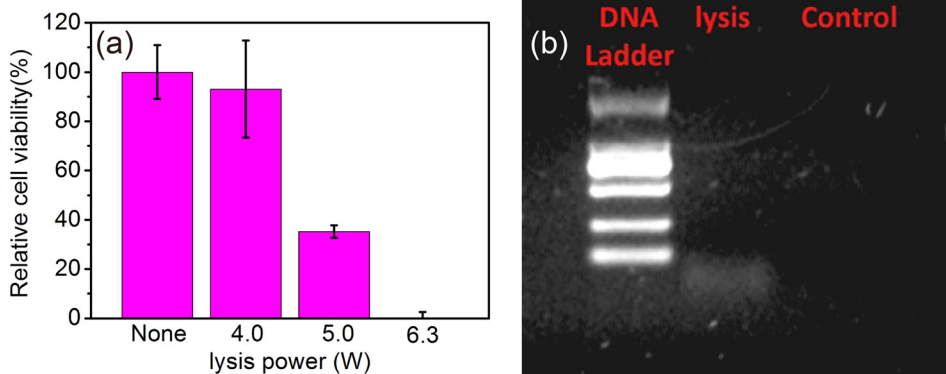 (a)
Relative cell viability(%)
120
100
80
60
40
20
0
None 4.0 5.0 6.3
lysis power (W)
(b)
DNA lysis Control
Ladder